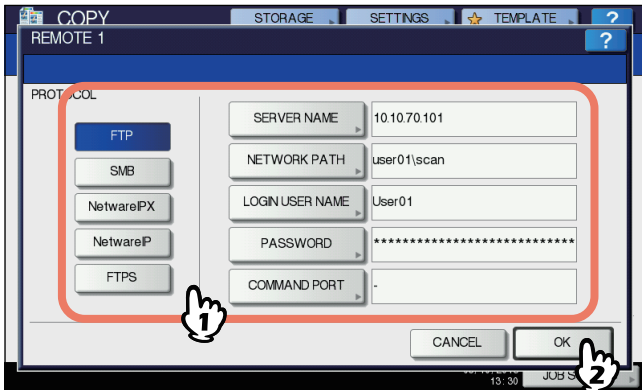 COPY STORAGE SETTINGS TEMPLATE ?
REMOTE 1 ?
PROTOCOL
FTP
SMB
NetwareIPX
NetwareIP
FTPS
SERVER NAME 10.10.70.101
NETWORK PATH user01\scan
LOGIN USER NAME User01
PASSWORD ****************************
COMMAND PORT -
1
CANCEL OK
2
13:30 JOB S